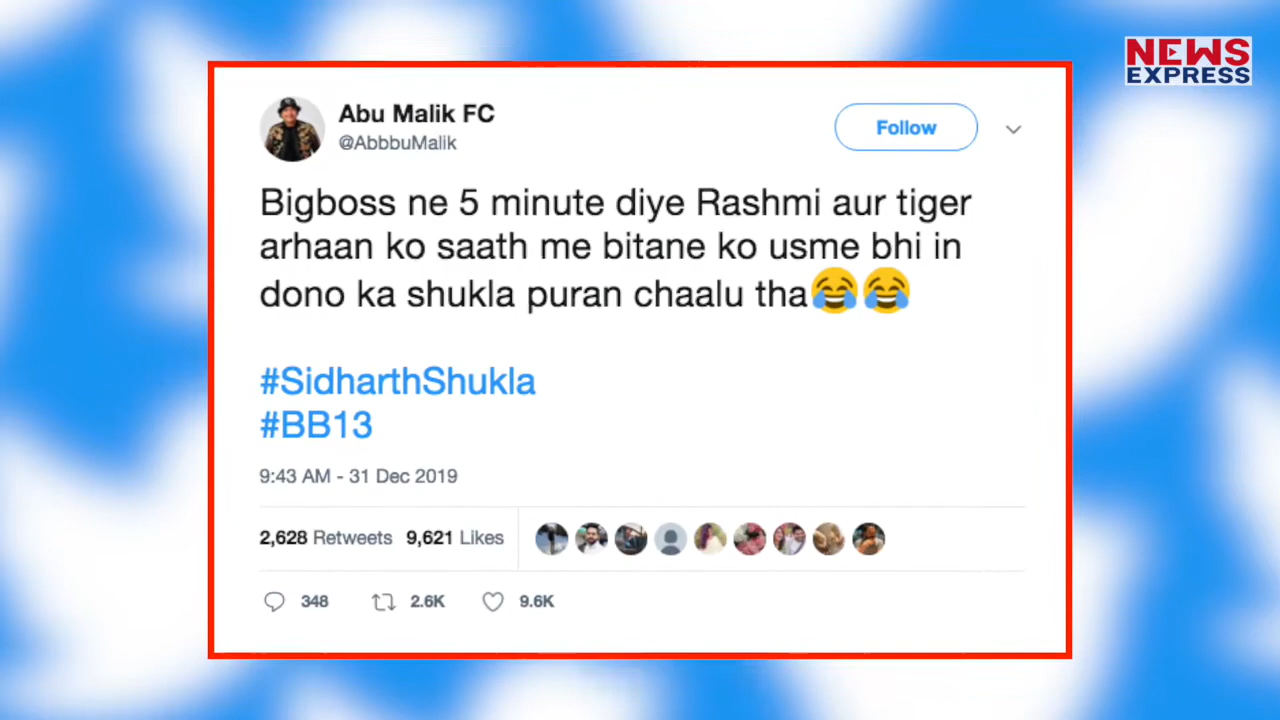 NEWS
EXPRESS
Abu Malik FC
@AbbbuMalik
Follow
Bigboss ne 5 minute diye Rashmi aur tiger
arhaan ko saath me bitane ko usme bhi in
dono ka shukla puran chaalu tha😂😂
#SidharthShukla
#BB13
9:43 AM - 31 Dec 2019
2,628 Retweets 9,621 Likes
348 2.6K 9.6K